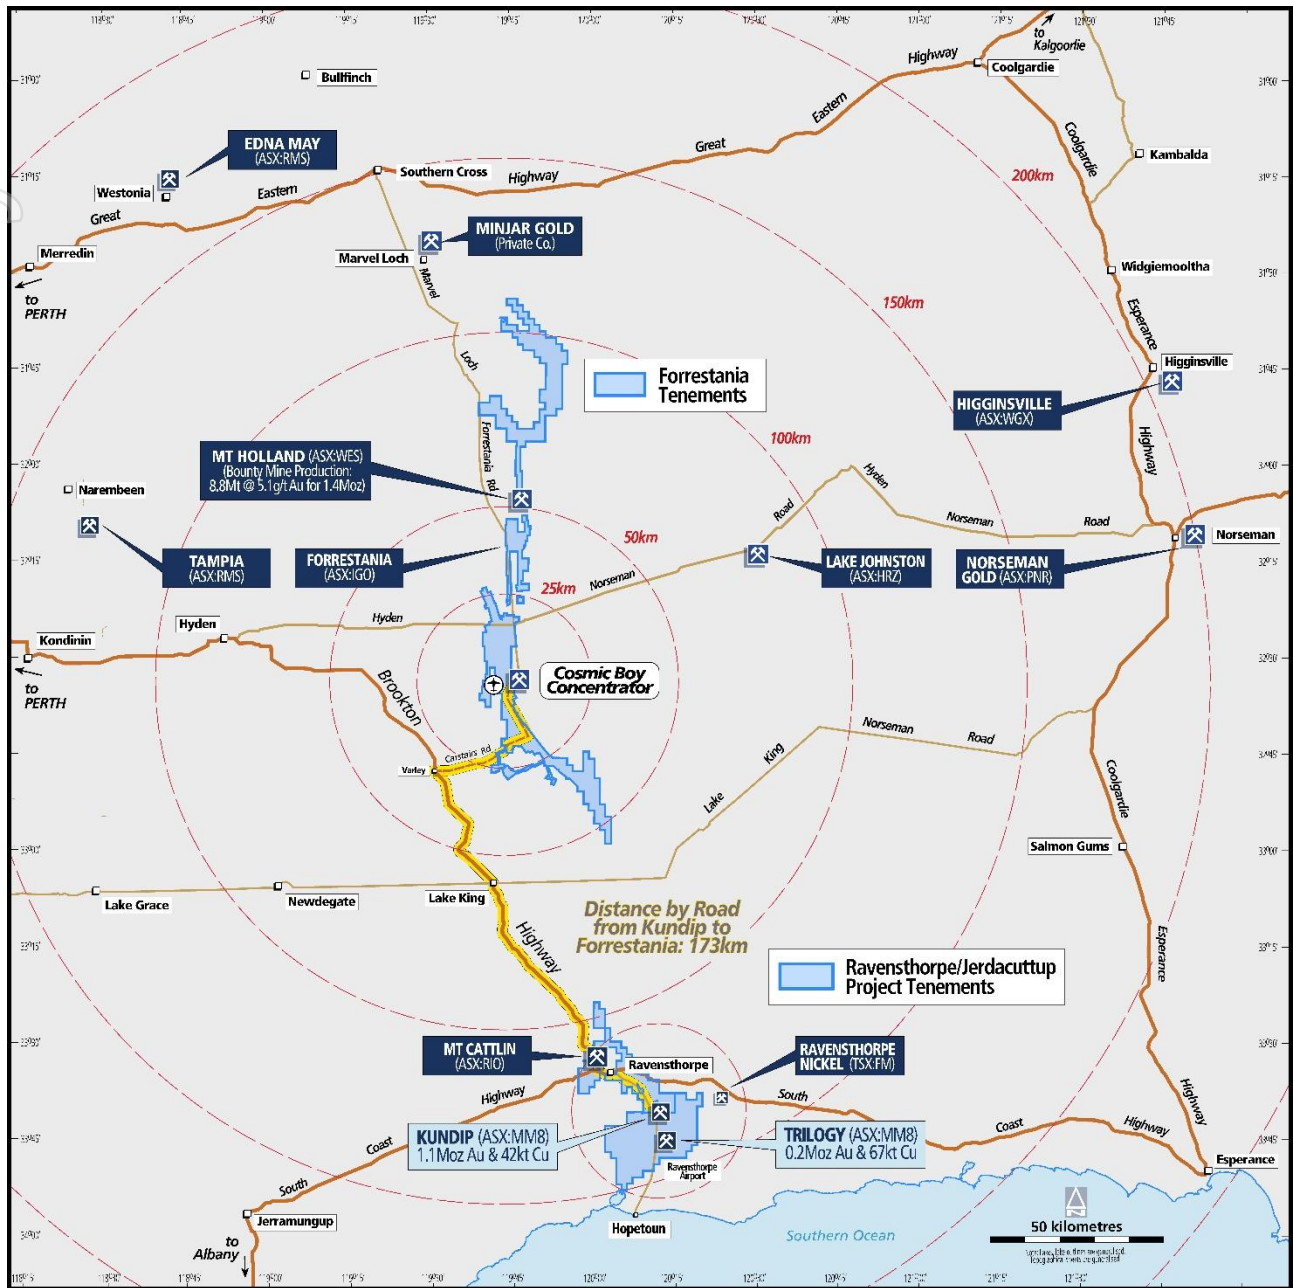 to
Kalgoorlie
Bullfinch
Highway
Coolgardie
EDNA MAY
(ASX:RMS)
Eastern
Coolgardie
Kambalda
Great
Southern Cross
Highway
200km
Westonia
Eastern
Great
MINJAR GOLD
(Private Co.)
Merredin
Marvel Loch
Widgiemooltha
to
PERTH
Marvel
150km
Esperance
Loch
Higginsville
Forrestania
Tenements
HIGGINSVILLE
(ASX:WGX)
Forrestania Rd
100km
Highway
MT HOLLAND (ASX:WES)
(Bounty Mine Production:
8.8Mt @ 5.1g/t Au for 1.4Moz)
Hyden
Narembeen
Road
Norseman
Road
50km
Norseman
TAMPIA
(ASX:RMS)
FORRESTANIA
(ASX:IGO)
LAKE JOHNSTON
(ASX:HRZ)
NORSEMAN
GOLD (ASX:PNR)
25km
Norseman
Hyden
Hyden
Kondinin
Cosmic Boy
Concentrator
to
PERTH
Brookton
Norseman
Road
King
Carstairs Rd
Varley
Lake
Coolgardie
Salmon Gums
Lake Grace
Newdegate
Lake King
Distance by Road
from Kundip to
Forrestania: 173km
Highway
Esperance
Ravensthorpe/Jerdacuttup
Project Tenements
MT CATTLIN
(ASX:RIO)
Ravensthorpe
RAVENSTHORPE
NICKEL (TSX:FM)
Highway
South
Highway
Coast
KUNDIP (ASX:MM8)
1.1Moz Au & 42kt Cu
TRILOGY (ASX:MM8)
0.2Moz Au & 67kt Cu
Coast
Highway
Ravensthorpe
Airport
Esperance
South
Jerramungup
Hopetoun
50 kilometres
to
Albany
Southern Ocean